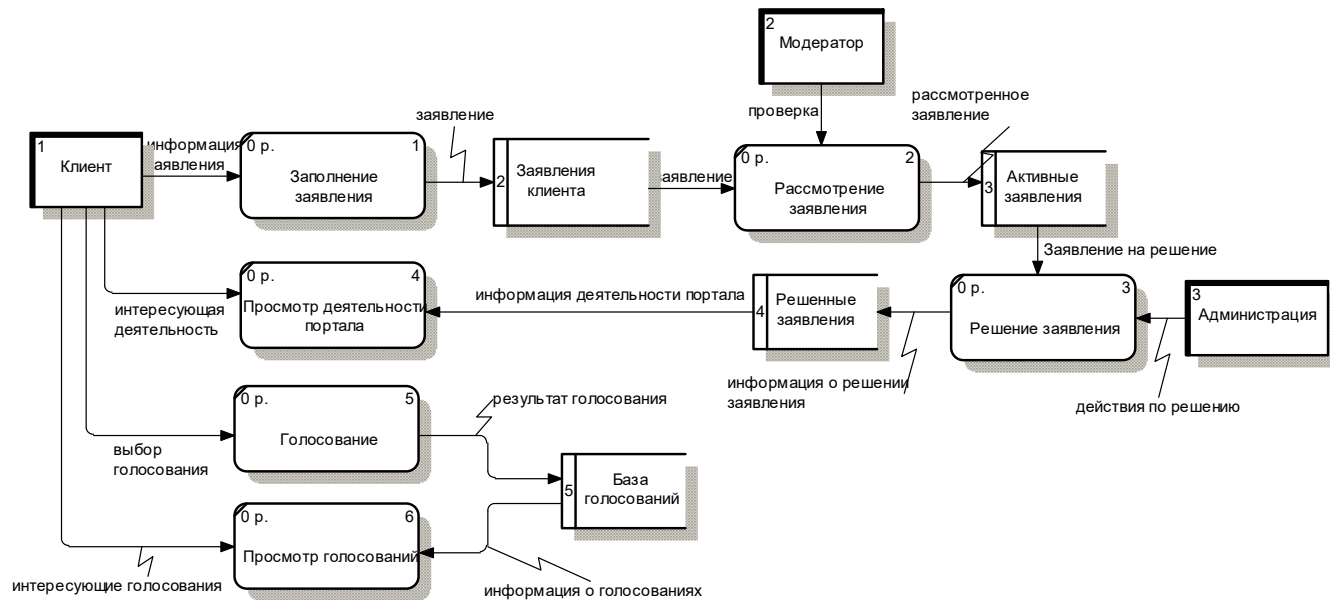 2
Модератор
проверка
рассмотренное
заявление
заявление
1
Клиент
информация
заявления
0 р.
1
Заполнение
заявления
2
Заявления
клиента
заявление
0 р.
2
Рассмотрение
заявления
3
Активные
заявления
Заявление на решение
интересующая
деятельность
0 р.
4
Просмотр деятельности
портала
информация деятельности портала
4
Решенные
заявления
0 р.
3
Решение заявления
3
Администрация
информация о решении
заявления
действия по решению
выбор
голосования
0 р.
5
Голосование
результат голосования
5
База
голосований
0 р.
6
Просмотр голосований
интересующие голосования
информация о голосованиях